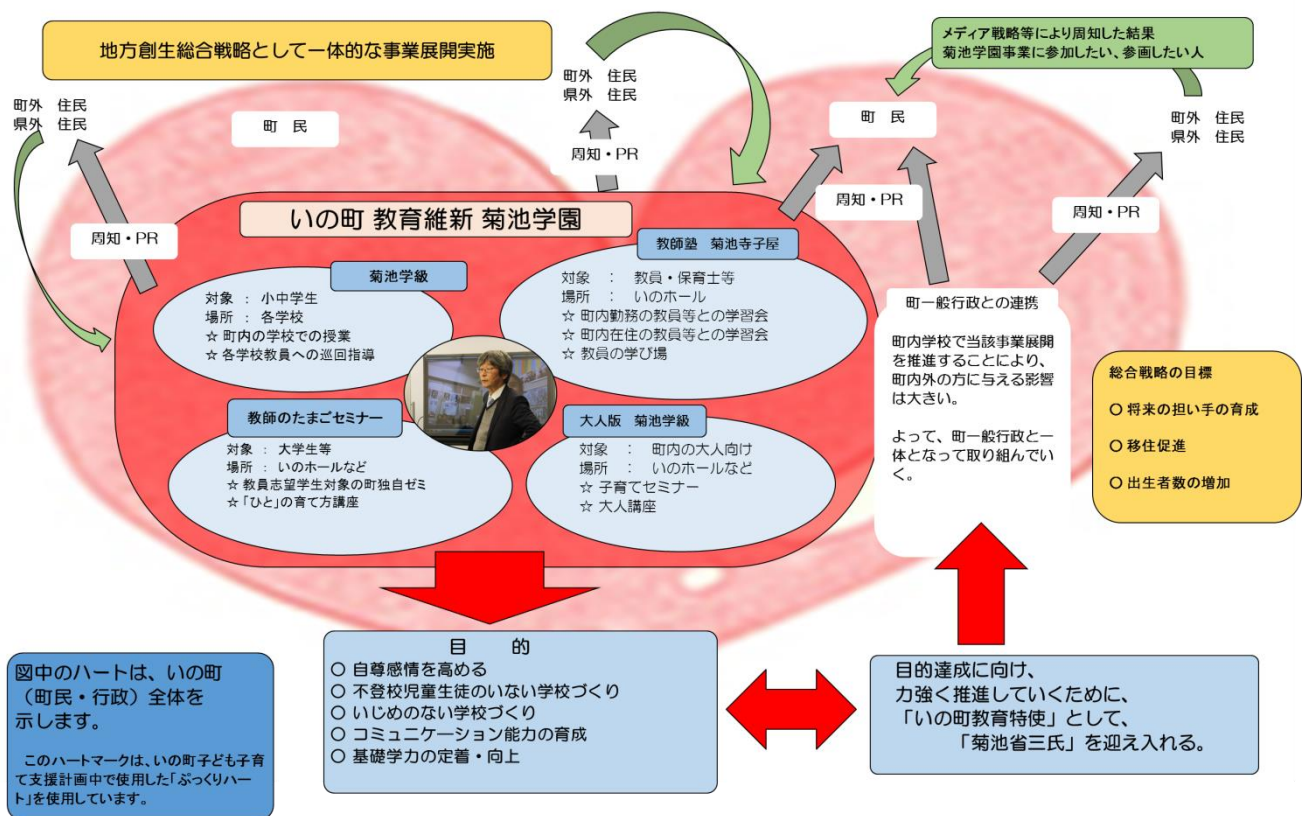 地方創生総合戦略として一体的な事業展開実施
メディア戦略等により周知した結果
菊池学園事業に参加したい、参画したい人
町外　住民
県外　住民
町　民
町外　住民
県外　住民
町　民
町外　住民
県外　住民
周知・PR
周知・PR
周知・PR
周知・PR
いの町 教育維新 菊池学園
菊池学級
対象　：　小中学生
場所　：　各学校
☆ 町内の学校での授業
☆ 各学校教員への巡回指導
教師塾　菊池寺子屋
対象　：　教員・保育士等
場所　：　いのホール
☆ 町内勤務の教員等との学習会
☆ 町内在住の教員等との学習会
☆ 教員の学び場
教師のたまごセミナー
対象　：　大学生等
場所　：　いのホールなど
☆ 教員志望学生対象の町独自ゼミ
☆ 「ひと」の育て方講座
大人版　菊池学級
対象　：　町内の大人向け
場所　：　いのホールなど
☆ 子育てセミナー
☆ 大人講座
町一般行政との連携
町内学校で当該事業展開
を推進することにより、
町内外の方に与える影響
は大きい。
よって、町一般行政と一
体となって取り組んでい
く。
総合戦略の目標
○ 将来の担い手の育成
○ 移住促進
○ 出生者数の増加
目　的
○ 自尊感情を高める
○ 不登校児童生徒のいない学校づくり
○ いじめのない学校づくり
○ コミュニケーション能力の育成
○ 基礎学力の定着・向上
目的達成に向け、
力強く推進していくために、
「いの町教育特使」として、
「菊池省三氏」を迎え入れる。
図中のハートは、いの町
（町民・行政）全体を
示します。
このハートマークは、いの町子ども子育
て支援計画中で使用した「ぷっくりハー
ト」を使用しています。